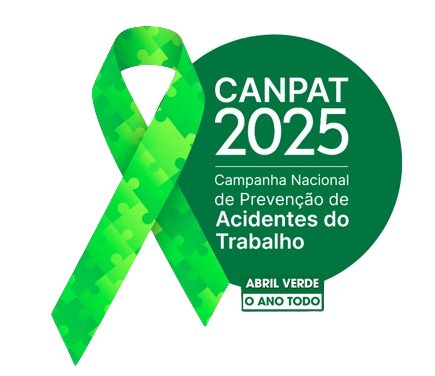 CANPAT
2025
Campanha Nacional
de Prevenção de
Acidentes do
Trabalho
ABRIL VERDE
O ANO TODO